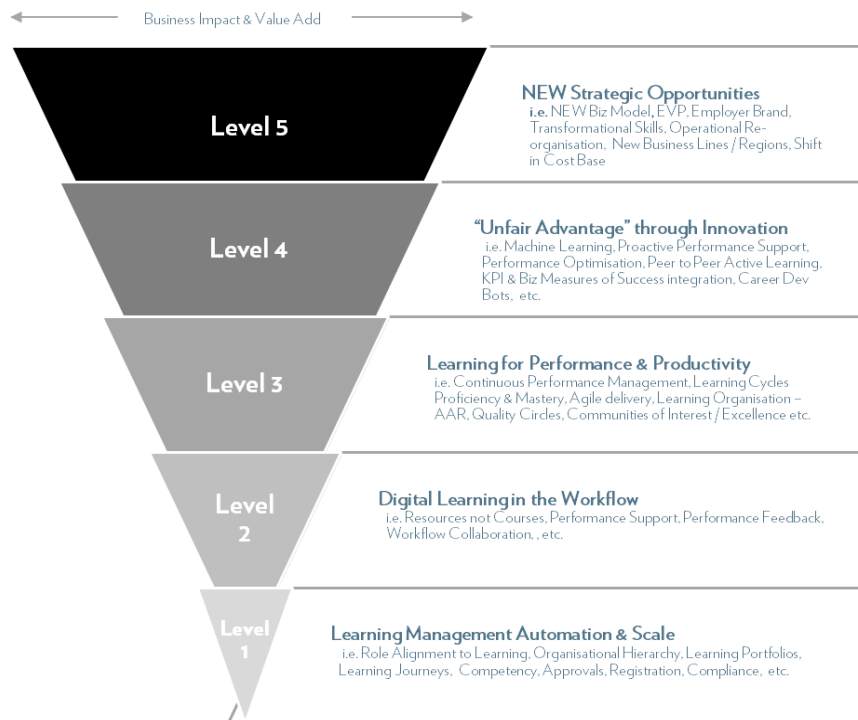 Business Impact & Value Add
Level 5
NEW Strategic Opportunities
i.e. NEW Biz Model, EVP, Employer Brand,
Transformational Skills, Operational Re-
organisation, New Business Lines / Regions, Shift
in Cost Base
Level 4
“Unfair Advantage” through Innovation
i.e. Machine Learning, Proactive Performance Support,
Performance Optimisation, Peer to Peer Active Learning,
KPI & Biz Measures of Success integration, Career Dev
Bots, etc.
Level 3
Learning for Performance & Productivity
i.e. Continuous Performance Management, Learning Cycles
Proficiency & Mastery, Agile delivery, Learning Organisation –
AAR, Quality Circles, Communities of Interest / Excellence etc.
Level
2
Digital Learning in the Workflow
i.e. Resources not Courses, Performance Support, Performance Feedback,
Workflow Collaboration, , etc.
Level
1
Learning Management Automation & Scale
i.e. Role Alignment to Learning, Organisational Hierarchy, Learning Portfolios,
Learning Journeys, Competency, Approvals, Registration, Compliance, etc.